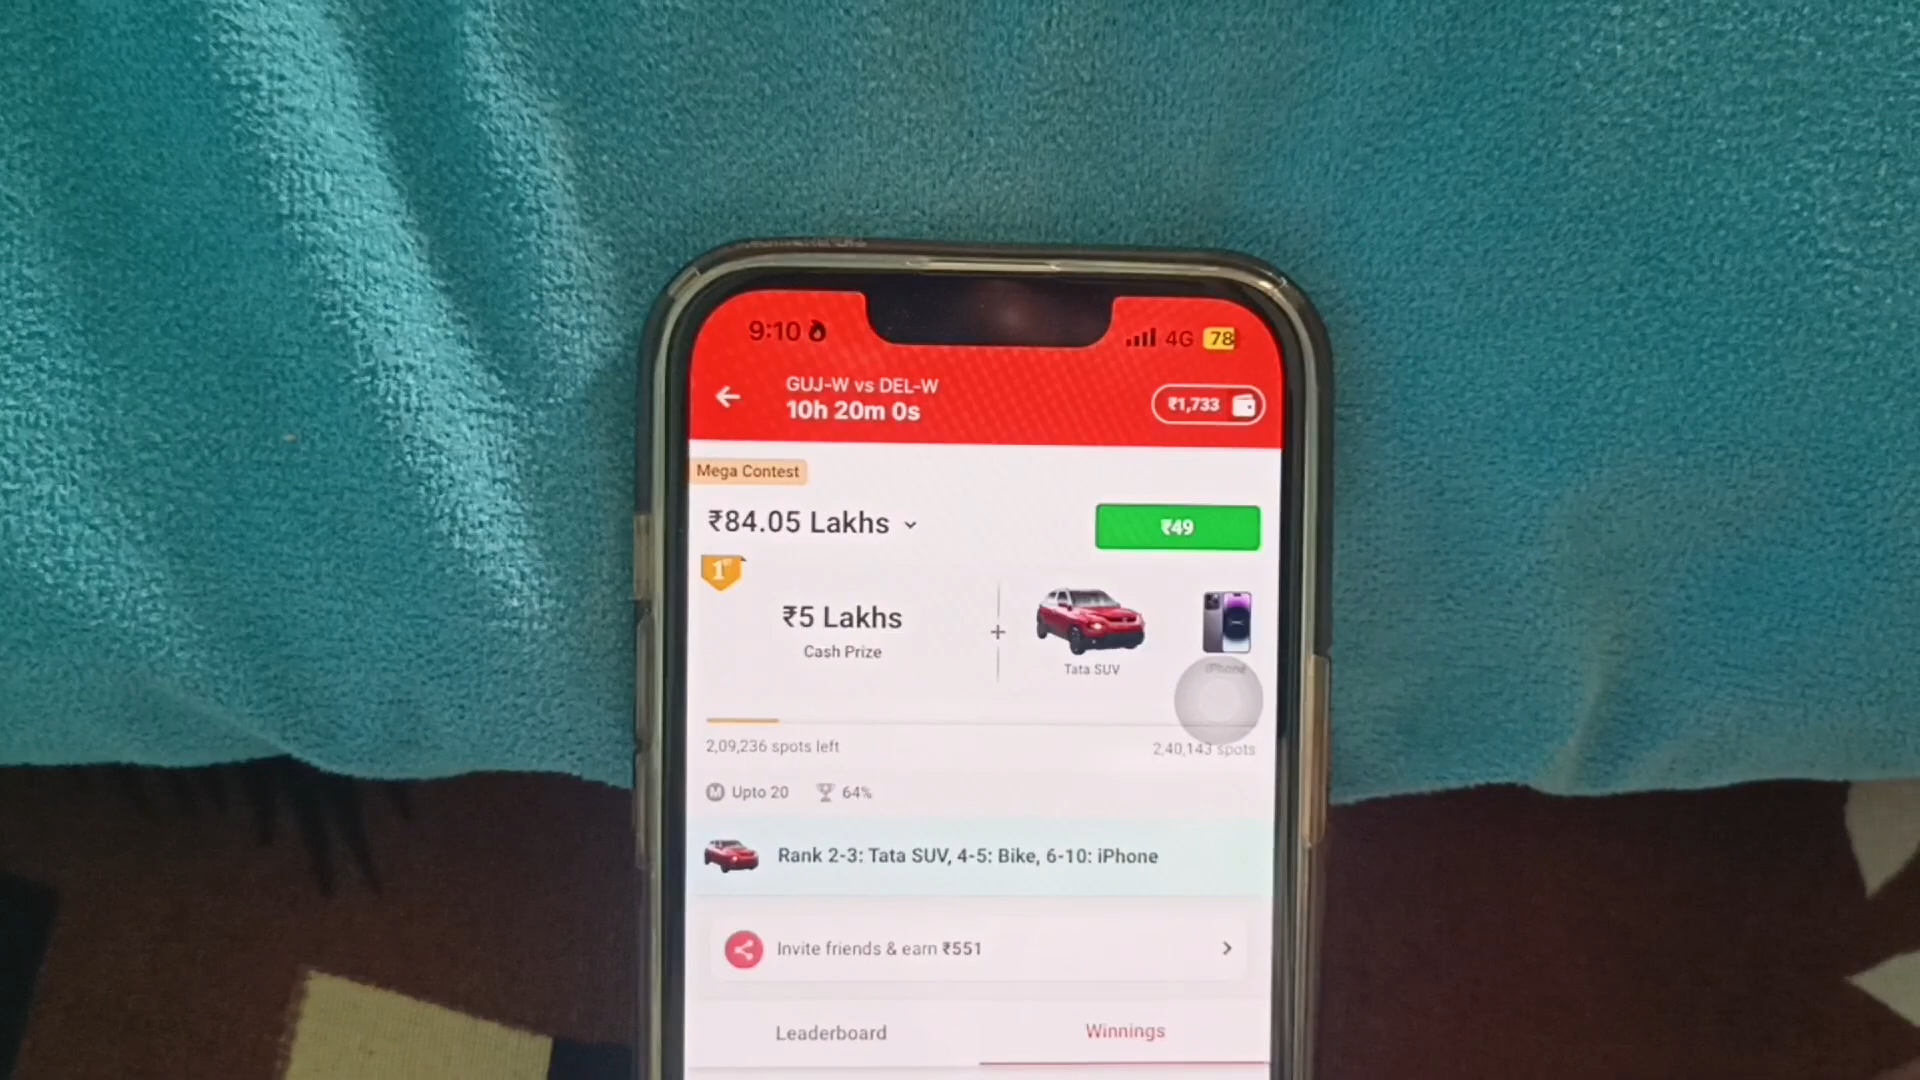 9:10
4G 78
GUJ-W vs DEL-W
10h 20m 0s
₹1,733
Mega Contest
₹84.05 Lakhs
₹49
1ST
₹5 Lakhs
Cash Prize
+
Tata SUV
iPhone
2,09,236 spots left
2,40,143 spots
M Upto 20
64%
Rank 2-3: Tata SUV, 4-5: Bike, 6-10: iPhone
Invite friends & earn ₹551
Leaderboard
Winnings